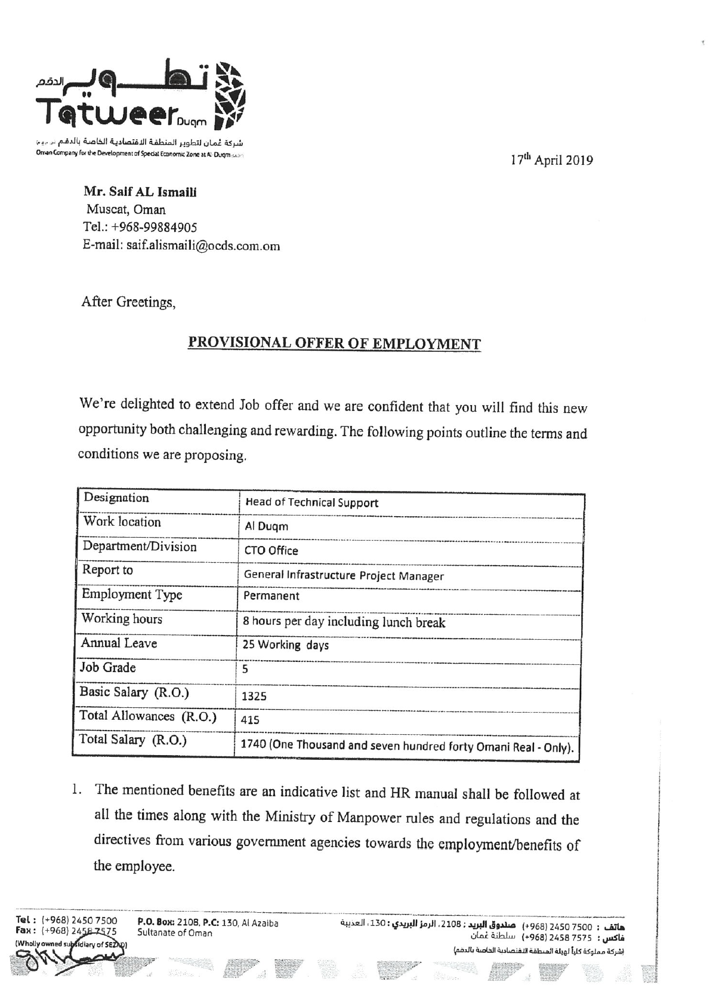 تطوير الدقم
Tatweer Duqm
شركة عُمان لتطوير المنطقة الاقتصادية الخاصة بالدقم
Oman Company for the Development of Special Economic Zone at Al Duqm
17th April 2019
Mr. Saif AL Ismaili
Muscat, Oman
Tel.: +968-99884905
E-mail: saif.alismaili@ocds.com.om
After Greetings,
PROVISIONAL OFFER OF EMPLOYMENT
We're delighted to extend Job offer and we are confident that you will find this new
opportunity both challenging and rewarding. The following points outline the terms and
conditions we are proposing.
Designation Head of Technical Support
Work location Al Duqm
Department/Division CTO Office
Report to General Infrastructure Project Manager
Employment Type Permanent
Working hours 8 hours per day including lunch break
Annual Leave 25 Working days
Job Grade 5
Basic Salary (R.O.) 1325
Total Allowances (R.O.) 415
Total Salary (R.O.) 1740 (One Thousand and seven hundred forty Omani Real - Only).
1. The mentioned benefits are an indicative list and HR manual shall be followed at
all the times along with the Ministry of Manpower rules and regulations and the
directives from various government agencies towards the employment/benefits of
the employee.
Tel : (+968) 2450 7500
Fax : (+968) 2458 7575
(Wholly owned subsidiary of SEZAD)
P.O. Box: 2108, P.C: 130, Al Azaiba
Sultanate of Oman
هاتف : (+968) 2450 7500 صندوق البريد : 2108، الرمز البريدي : 130، العذيبة
فاكس : (+968) 2458 7575 سلطنة عُمان
(شركة مملوكة كلياً لهيئة المنطقة الاقتصادية الخاصة بالدقم)